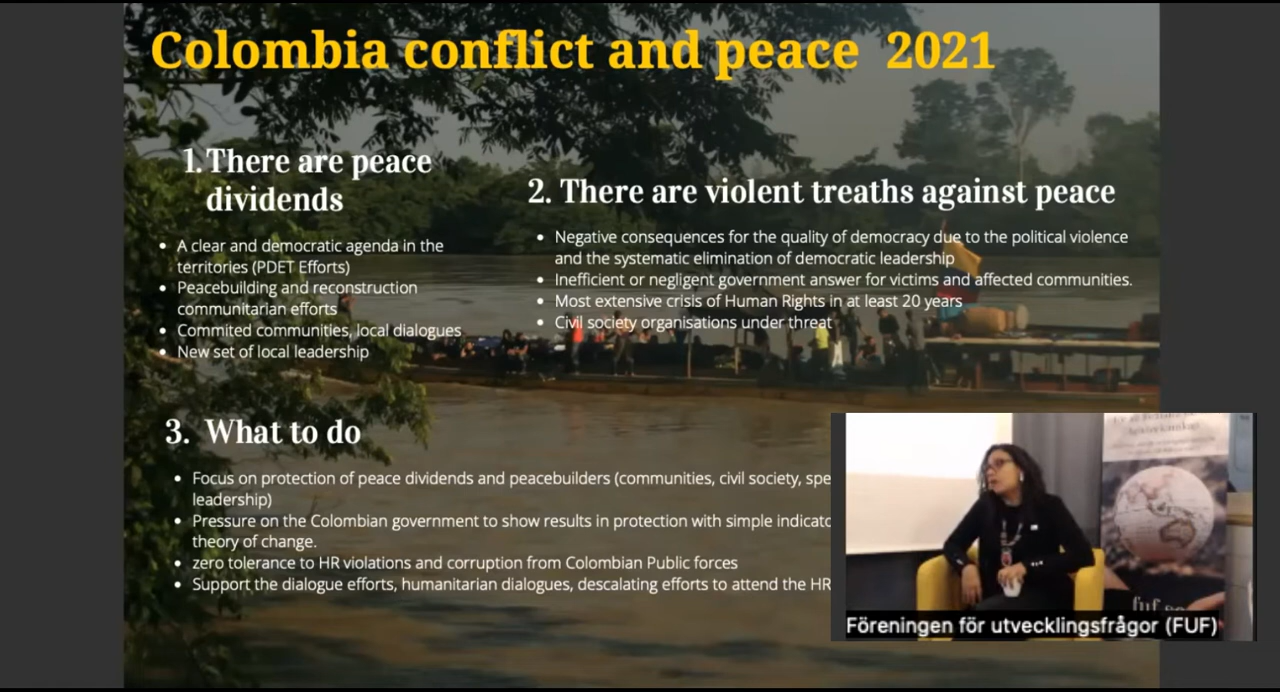 Colombia conflict and peace 2021
1. There are peace
dividends
A clear and democratic agenda in the
territories (PDET Efforts)
Peacebuilding and reconstruction
communitarian efforts
Commited communities, local dialogues
New set of local leadership
2. There are violent treaths against peace
Negative consequences for the quality of democracy due to the political violence
and the systematic elimination of democratic leadership
Inefficient or negligent government answer for victims and affected communities.
Most extensive crisis of Human Rights in at least 20 years
Civil society organisations under threat
3. What to do
Focus on protection of peace dividends and peacebuilders (communities, civil society, spe
leadership)
Pressure on the Colombian government to show results in protection with simple indicato
theory of change.
zero tolerance to HR violations and corruption from Colombian Public forces
Support the dialogue efforts, humanitarian dialogues, descalating efforts to attend the HR
fuf
Föreningen för utvecklingsfrågor (FUF)